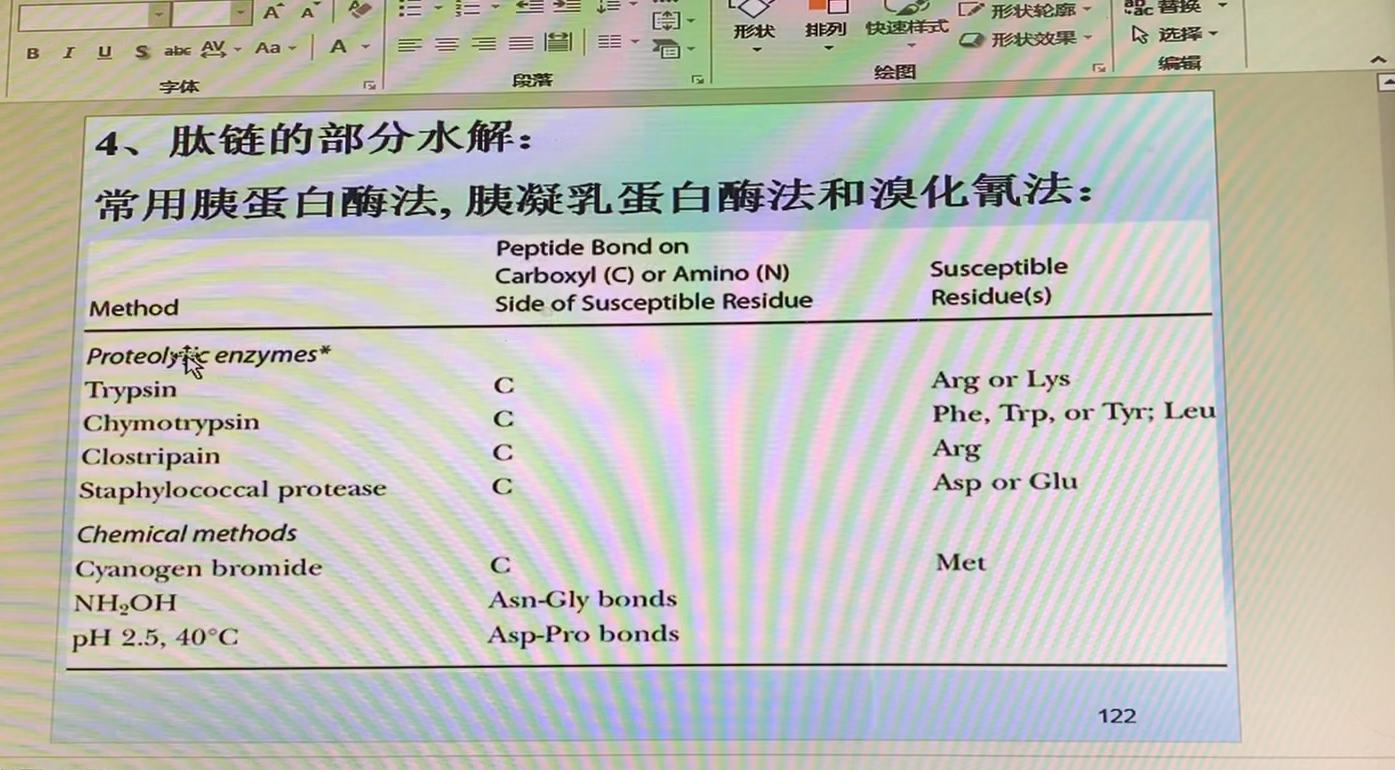 B I U S abc AV Aa A
字体
段落
形状 排列 快速样式
形状轮廓
形状效果
绘图
替换
选择
编辑
4、肽链的部分水解：
常用胰蛋白酶法, 胰凝乳蛋白酶法和溴化氰法：
Method Peptide Bond on
Carboxyl (C) or Amino (N)
Side of Susceptible Residue
Susceptible
Residue(s)
Proteolytic enzymes*
Trypsin C Arg or Lys
Chymotrypsin C Phe, Trp, or Tyr; Leu
Clostripain C Arg
Staphylococcal protease C Asp or Glu
Chemical methods
Cyanogen bromide C Met
NH₂OH Asn-Gly bonds
pH 2.5, 40°C Asp-Pro bonds
122